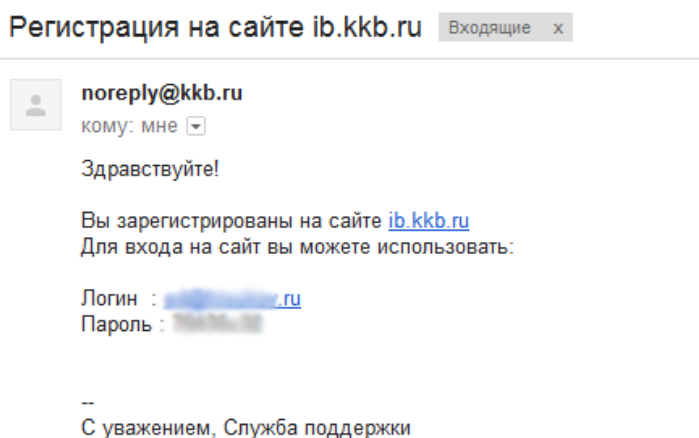 Регистрация на сайте ib.kkb.ru Входящие x
noreply@kkb.ru
кому: мне
Здравствуйте!
Вы зарегистрированы на сайте ib.kkb.ru
Для входа на сайт вы можете использовать:
Логин : .ru
Пароль :
--
С уважением, Служба поддержки